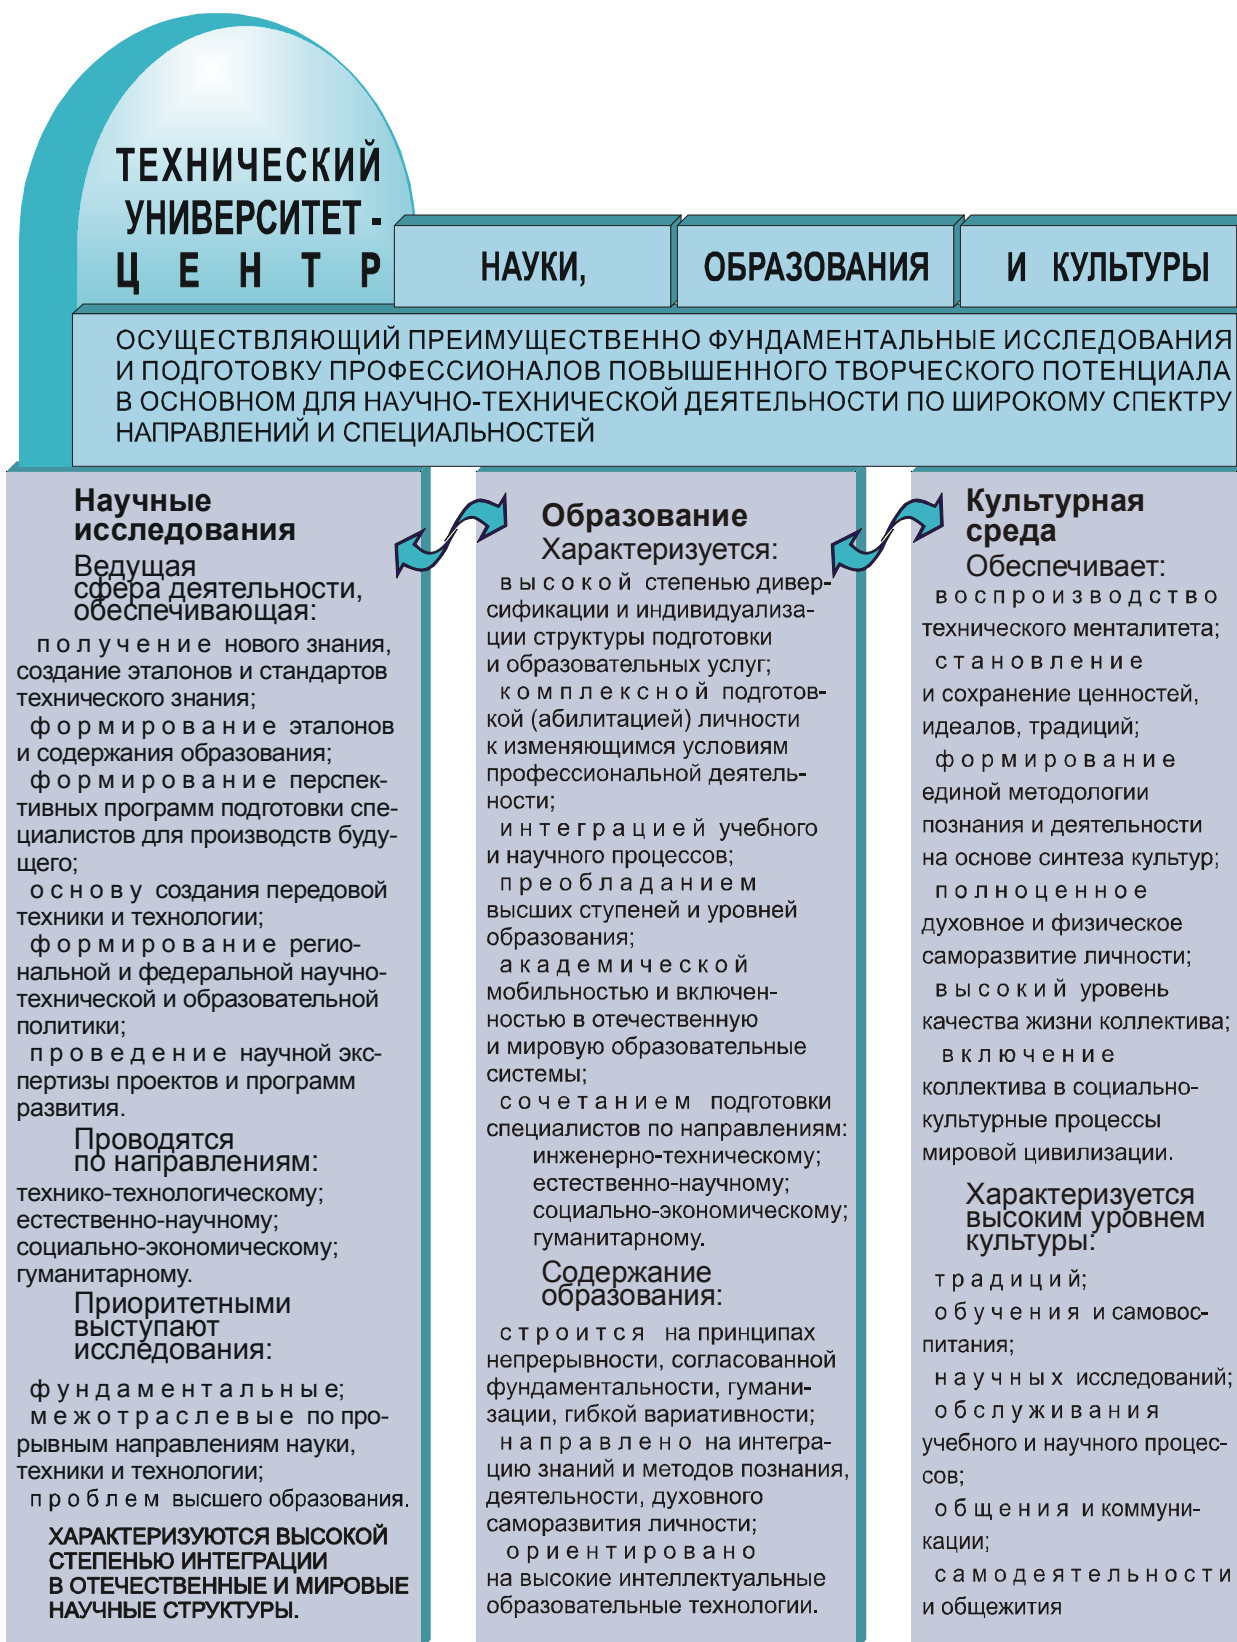 ТЕХНИЧЕСКИЙ
УНИВЕРСИТЕТ -
ЦЕНТР
НАУКИ,
ОБРАЗОВАНИЯ
И КУЛЬТУРЫ
ОСУЩЕСТВЛЯЮЩИЙ ПРЕИМУЩЕСТВЕННО ФУНДАМЕНТАЛЬНЫЕ ИССЛЕДОВАНИЯ
И ПОДГОТОВКУ ПРОФЕССИОНАЛОВ ПОВЫШЕННОГО ТВОРЧЕСКОГО ПОТЕНЦИАЛА
В ОСНОВНОМ ДЛЯ НАУЧНО-ТЕХНИЧЕСКОЙ ДЕЯТЕЛЬНОСТИ ПО ШИРОКОМУ СПЕКТРУ
НАПРАВЛЕНИЙ И СПЕЦИАЛЬНОСТЕЙ
Научные
исследования
Ведущая
сфера деятельности,
обеспечивающая:
получение нового знания,
создание эталонов и стандартов
технического знания;
формирование эталонов
и содержания образования;
формирование перспек-
тивных программ подготовки спе-
циалистов для производств буду-
щего;
основу создания передовой
техники и технологии;
формирование регио-
нальной и федеральной научно-
технической и образовательной
политики;
проведение научной экс-
пертизы проектов и программ
развития.
Проводятся
по направлениям:
технико-технологическому;
естественно-научному;
социально-экономическому;
гуманитарному.
Приоритетными
выступают
исследования:
фундаментальные;
межотраслевые по про-
рывным направлениям науки,
техники и технологии;
проблем высшего образования.
ХАРАКТЕРИЗУЮТСЯ ВЫСОКОЙ
СТЕПЕНЬЮ ИНТЕГРАЦИИ
В ОТЕЧЕСТВЕННЫЕ И МИРОВЫЕ
НАУЧНЫЕ СТРУКТУРЫ.
Образование
Характеризуется:
высокой степенью дивер-
сификации и индивидуализа-
ции структуры подготовки
и образовательных услуг;
комплексной подготов-
кой (абилитацией) личности
к изменяющимся условиям
профессиональной деятель-
ности;
интеграцией учебного
и научного процессов;
преобладанием
высших ступеней и уровней
образования;
академической
мобильностью и включен-
ностью в отечественную
и мировую образовательные
системы;
сочетанием подготовки
специалистов по направлениям:
инженерно-техническому;
естественно-научному;
социально-экономическому;
гуманитарному.
Содержание
образования:
строится на принципах
непрерывности, согласованной
фундаментальности, гумани-
зации, гибкой вариативности;
направлено на интегра-
цию знаний и методов познания,
деятельности, духовного
саморазвития личности;
ориентировано
на высокие интеллектуальные
образовательные технологии.
Культурная
среда
Обеспечивает:
воспроизводство
технического менталитета;
становление
и сохранение ценностей,
идеалов, традиций;
формирование
единой методологии
познания и деятельности
на основе синтеза культур;
полноценное
духовное и физическое
саморазвитие личности;
высокий уровень
качества жизни коллектива;
включение
коллектива в социально-
культурные процессы
мировой цивилизации.
Характеризуется
высоким уровнем
культуры:
традиций;
обучения и самовос-
питания;
научных исследований;
обслуживания
учебного и научного процес-
сов;
общения и коммуни-
кации;
самодеятельности
и общежития